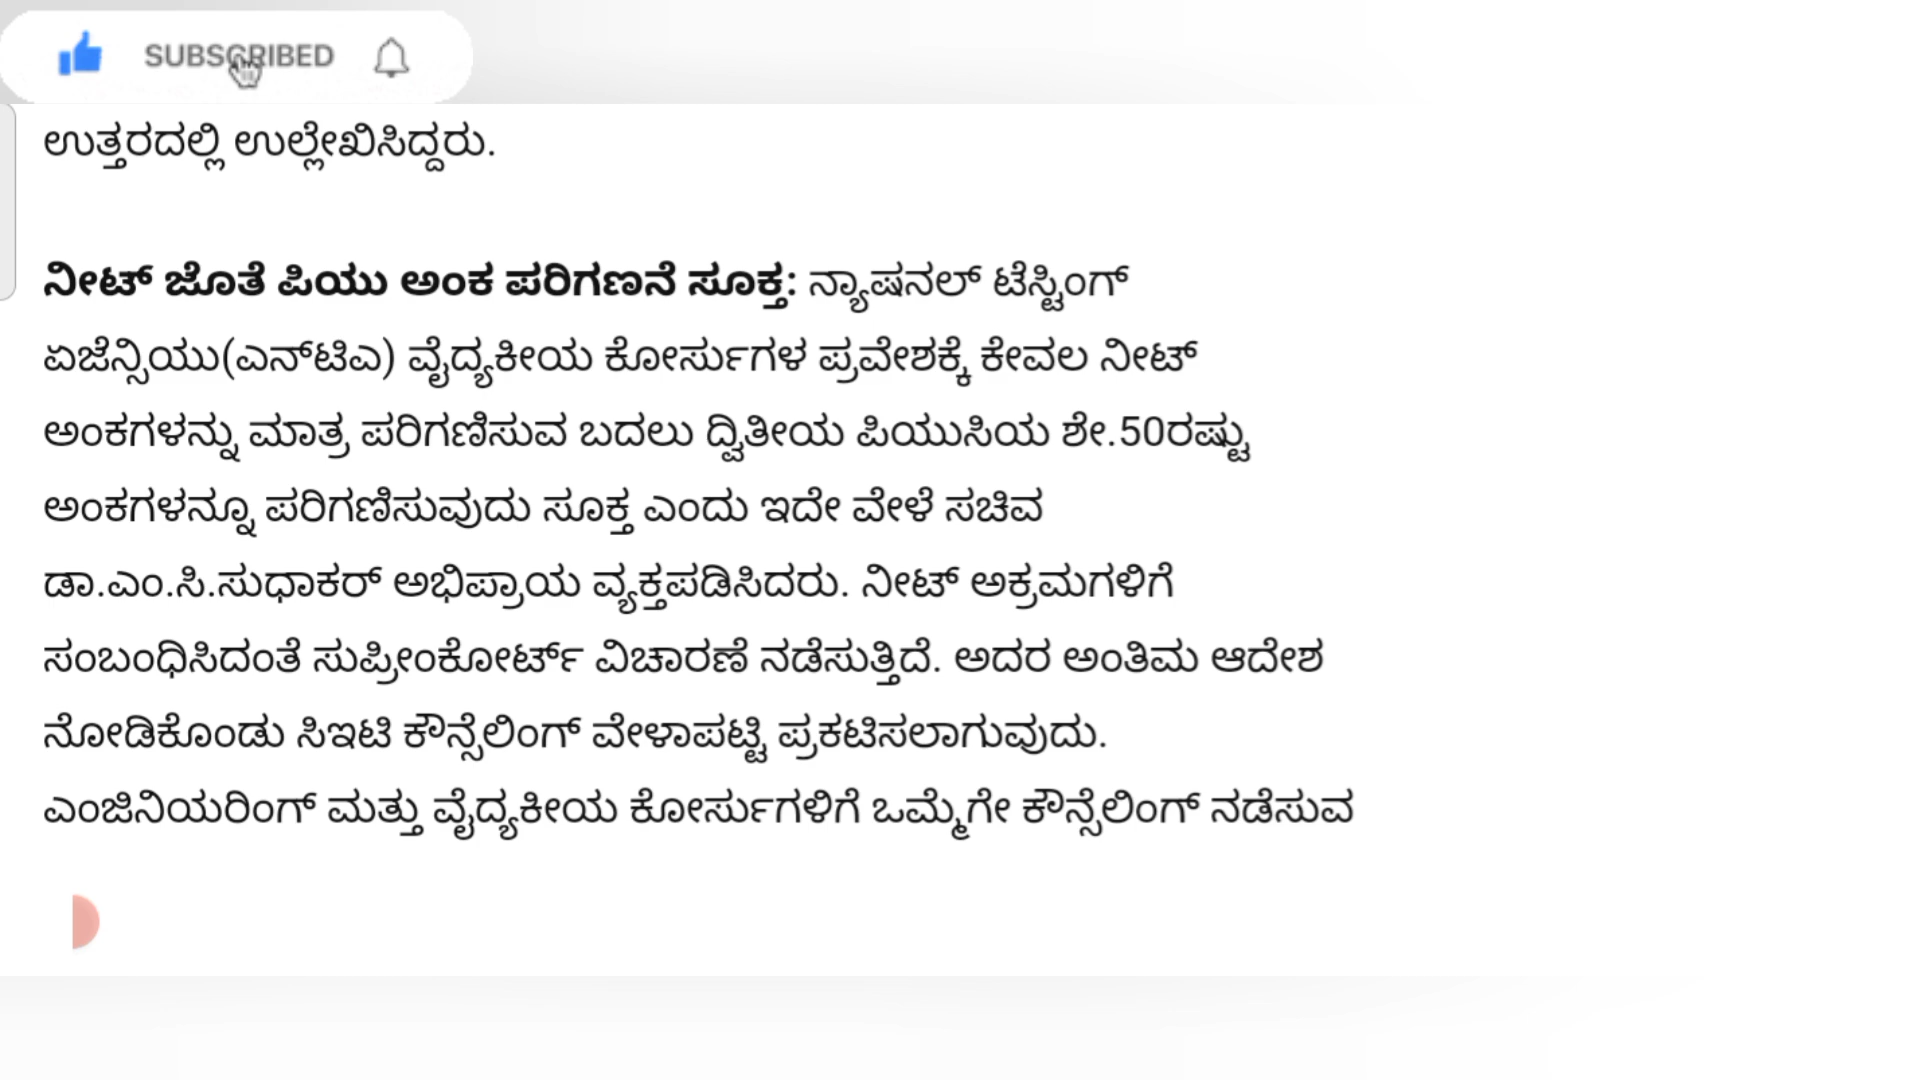 SUBSCRIBED
ಉತ್ತರದಲ್ಲಿ ಉಲ್ಲೇಖಿಸಿದ್ದರು.
ನೀಟ್ ಜೊತೆ ಪಿಯು ಅಂಕ ಪರಿಗಣನೆ ಸೂಕ್ತ: ನ್ಯಾಷನಲ್ ಟೆಸ್ಟಿಂಗ್
ಏಜೆನ್ಸಿಯು(ಎನ್‌ಟಿಎ) ವೈದ್ಯಕೀಯ ಕೋರ್ಸುಗಳ ಪ್ರವೇಶಕ್ಕೆ ಕೇವಲ ನೀಟ್
ಅಂಕಗಳನ್ನು ಮಾತ್ರ ಪರಿಗಣಿಸುವ ಬದಲು ದ್ವಿತೀಯ ಪಿಯುಸಿಯ ಶೇ.50ರಷ್ಟು
ಅಂಕಗಳನ್ನೂ ಪರಿಗಣಿಸುವುದು ಸೂಕ್ತ ಎಂದು ಇದೇ ವೇಳೆ ಸಚಿವ
ಡಾ.ಎಂ.ಸಿ.ಸುಧಾಕರ್ ಅಭಿಪ್ರಾಯ ವ್ಯಕ್ತಪಡಿಸಿದರು. ನೀಟ್ ಅಕ್ರಮಗಳಿಗೆ
ಸಂಬಂಧಿಸಿದಂತೆ ಸುಪ್ರೀಂಕೋರ್ಟ್ ವಿಚಾರಣೆ ನಡೆಸುತ್ತಿದೆ. ಅದರ ಅಂತಿಮ ಆದೇಶ
ನೋಡಿಕೊಂಡು ಸಿಇಟಿ ಕೌನ್ಸೆಲಿಂಗ್ ವೇಳಾಪಟ್ಟಿ ಪ್ರಕಟಿಸಲಾಗುವುದು.
ಎಂಜಿನಿಯರಿಂಗ್ ಮತ್ತು ವೈದ್ಯಕೀಯ ಕೋರ್ಸುಗಳಿಗೆ ಒಮ್ಮೆಗೇ ಕೌನ್ಸೆಲಿಂಗ್ ನಡೆಸುವ